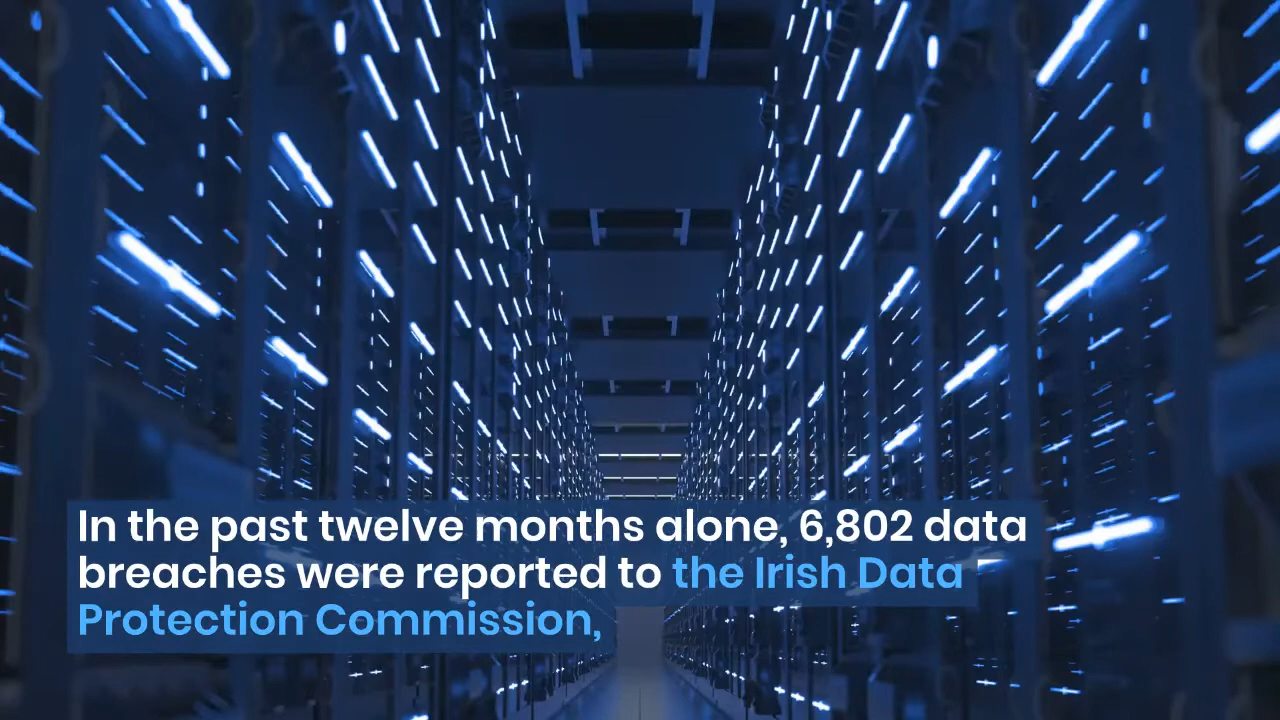 In the past twelve months alone, 6,802 data
breaches were reported to the Irish Data
Protection Commission,